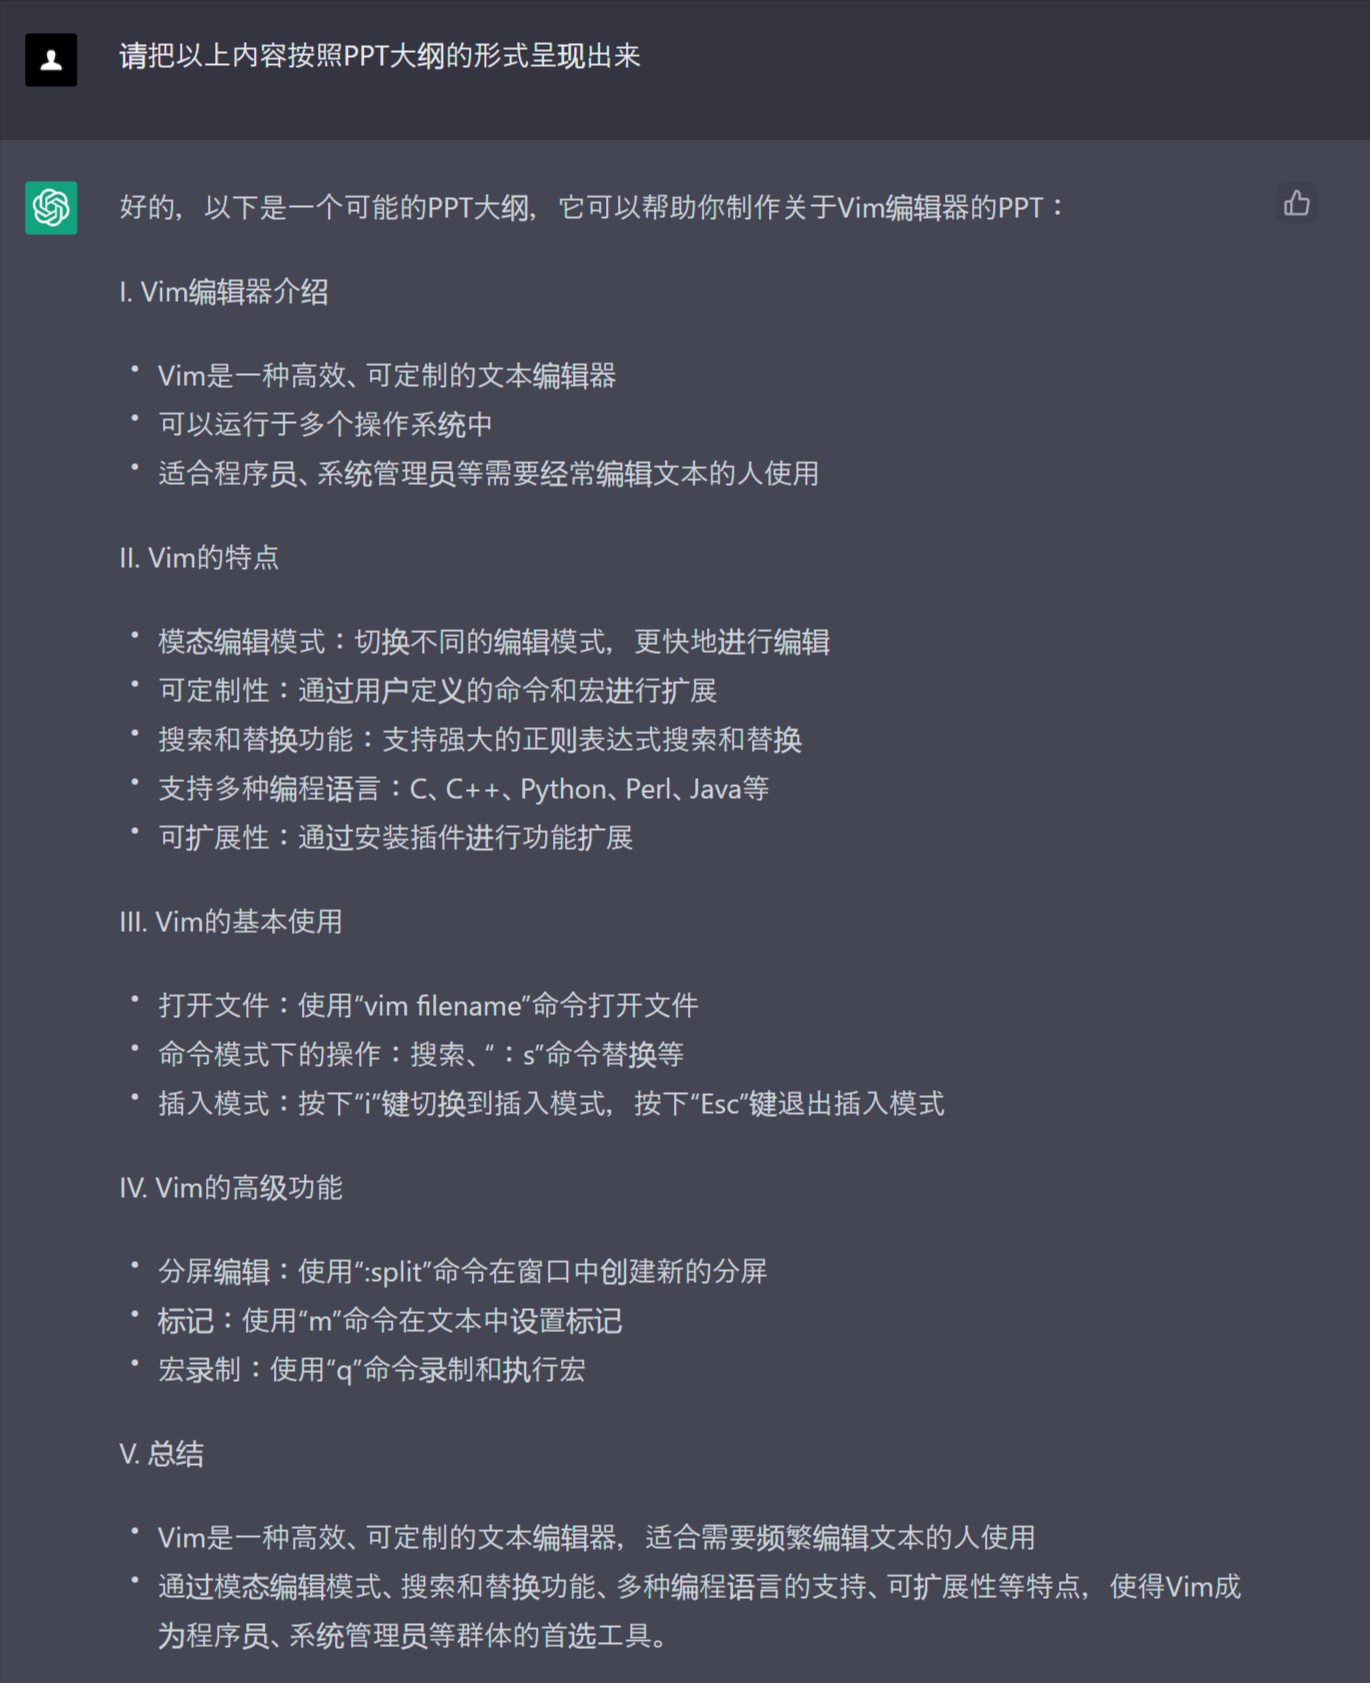 请把以上内容按照PPT大纲的形式呈现出来
好的，以下是一个可能的PPT大纲，它可以帮助你制作关于Vim编辑器的PPT：
I. Vim编辑器介绍
• Vim是一种高效、可定制的文本编辑器
• 可以运行于多个操作系统中
• 适合程序员、系统管理员等需要经常编辑文本的人使用
II. Vim的特点
• 模态编辑模式：切换不同的编辑模式，更快地进行编辑
• 可定制性：通过用户定义的命令和宏进行扩展
• 搜索和替换功能：支持强大的正则表达式搜索和替换
• 支持多种编程语言：C、C++、Python、Perl、Java等
• 可扩展性：通过安装插件进行功能扩展
III. Vim的基本使用
• 打开文件：使用“vim filename”命令打开文件
• 命令模式下的操作：搜索、“：s”命令替换等
• 插入模式：按下“i”键切换到插入模式，按下“Esc”键退出插入模式
IV. Vim的高级功能
• 分屏编辑：使用“:split”命令在窗口中创建新的分屏
• 标记：使用“m”命令在文本中设置标记
• 宏录制：使用“q”命令录制和执行宏
V. 总结
• Vim是一种高效、可定制的文本编辑器，适合需要频繁编辑文本的人使用
• 通过模态编辑模式、搜索和替换功能、多种编程语言的支持、可扩展性等特点，使得Vim成
为程序员、系统管理员等群体的首选工具。